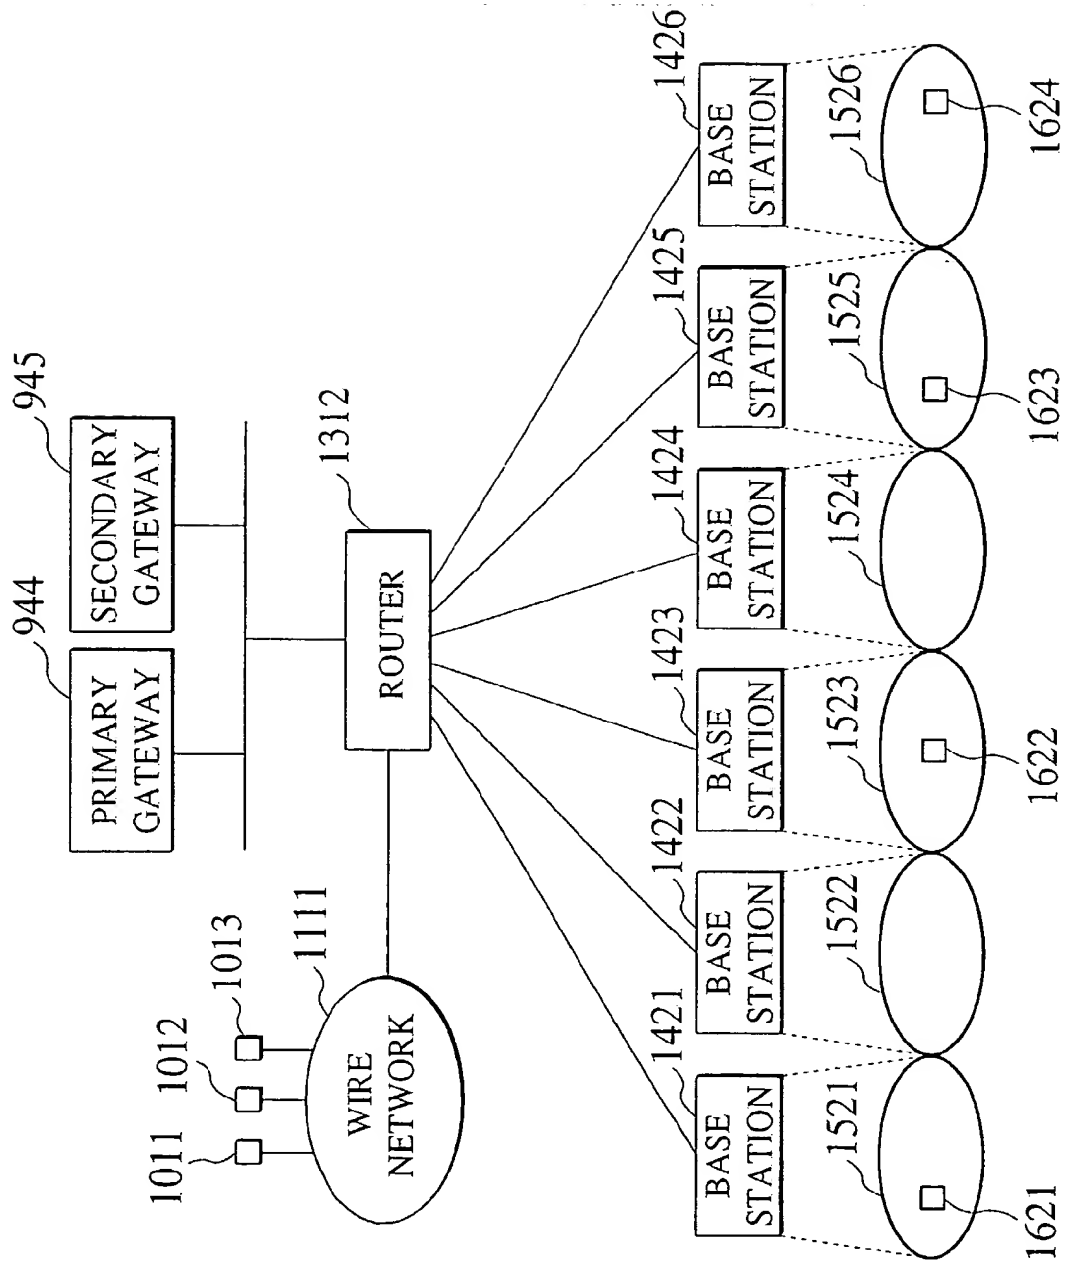 944
945
PRIMARY
GATEWAY
SECONDARY
GATEWAY
1011
1012
1013
1111
WIRE
NETWORK
1312
ROUTER
1421
1422
1423
1424
1425
1426
BASE
STATION
BASE
STATION
BASE
STATION
BASE
STATION
BASE
STATION
BASE
STATION
1521
1522
1523
1524
1525
1526
1621
1622
1623
1624